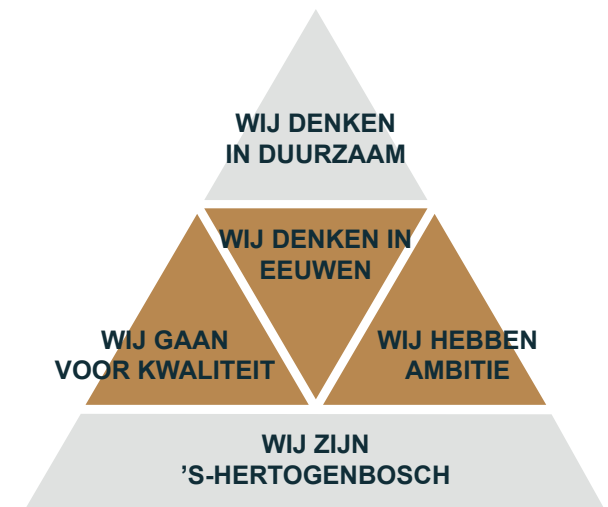 WIJ DENKEN
IN DUURZAAM
WIJ DENKEN IN
EEUWEN
WIJ GAAN
VOOR KWALITEIT
WIJ HEBBEN
AMBITIE
WIJ ZIJN
’S-HERTOGENBOSCH